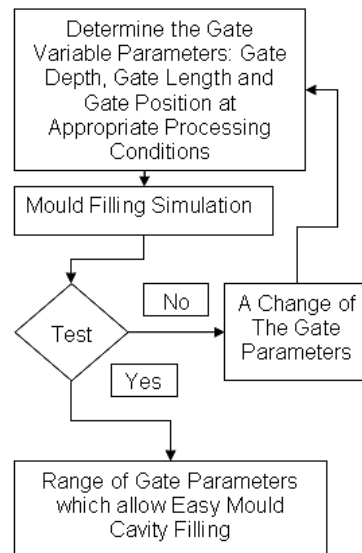 Determine the Gate
Variable Parameters: Gate
Depth, Gate Length and
Gate Position at
Appropriate Processing
Conditions
Mould Filling Simulation
No
A Change of
The Gate
Parameters
Test
Yes
Range of Gate Parameters
which allow Easy Mould
Cavity Filling